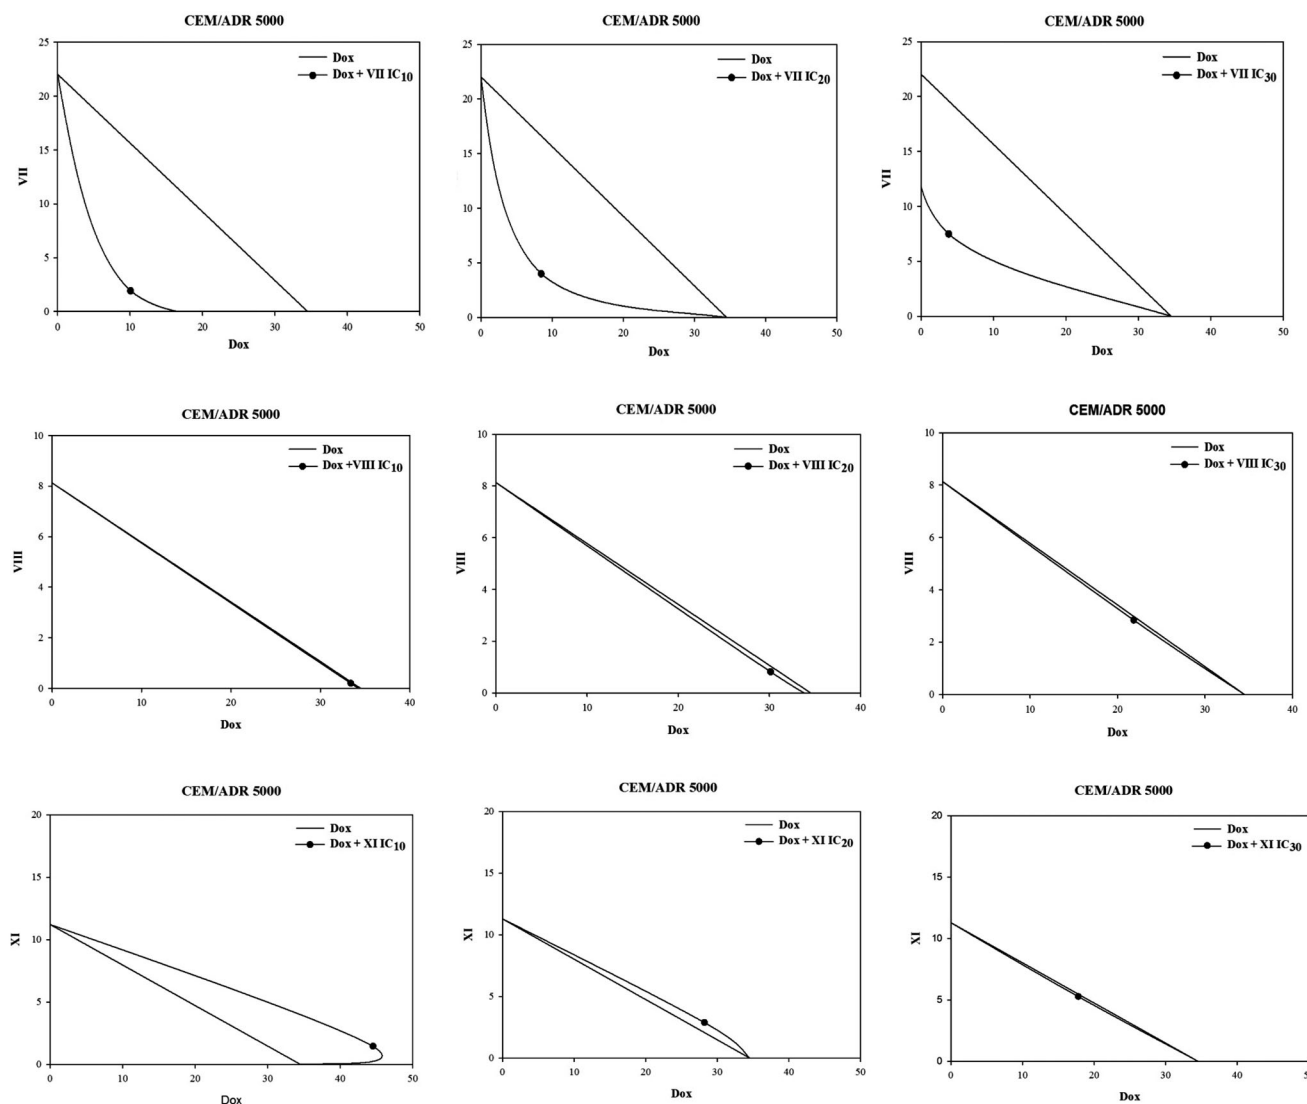 CEM/ADR 5000
Dox
Dox + VII IC10
25
20
15
10
5
0
VII
0 10 20 30 40 50
Dox
CEM/ADR 5000
Dox
Dox + VII IC20
25
20
15
10
5
0
VII
0 10 20 30 40 50
Dox
CEM/ADR 5000
Dox
Dox + VII IC30
25
20
15
10
5
0
VII
0 10 20 30 40 50
Dox
CEM/ADR 5000
Dox
Dox +VIII IC10
10
8
6
4
2
0
VIII
0 10 20 30 40
Dox
CEM/ADR 5000
Dox
Dox + VIII IC20
10
8
6
4
2
0
VIII
0 10 20 30 40
Dox
CEM/ADR 5000
Dox
Dox + VIII IC30
10
8
6
4
2
0
VIII
0 10 20 30 40
Dox
CEM/ADR 5000
Dox
Dox + XI IC10
20
15
10
5
0
XI
0 10 20 30 40 50
Dox
CEM/ADR 5000
Dox
Dox + XI IC20
20
15
10
5
0
XI
0 10 20 30 40 50
Dox
CEM/ADR 5000
Dox
Dox + XI IC30
20
15
10
5
0
XI
0 10 20 30 40 50
Dox